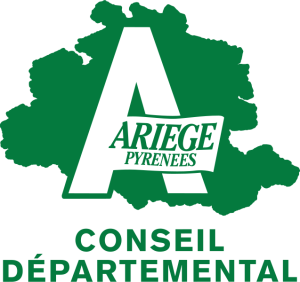 A
ARIEGE
PYRENEES
CONSEIL
DÉPARTEMENTAL